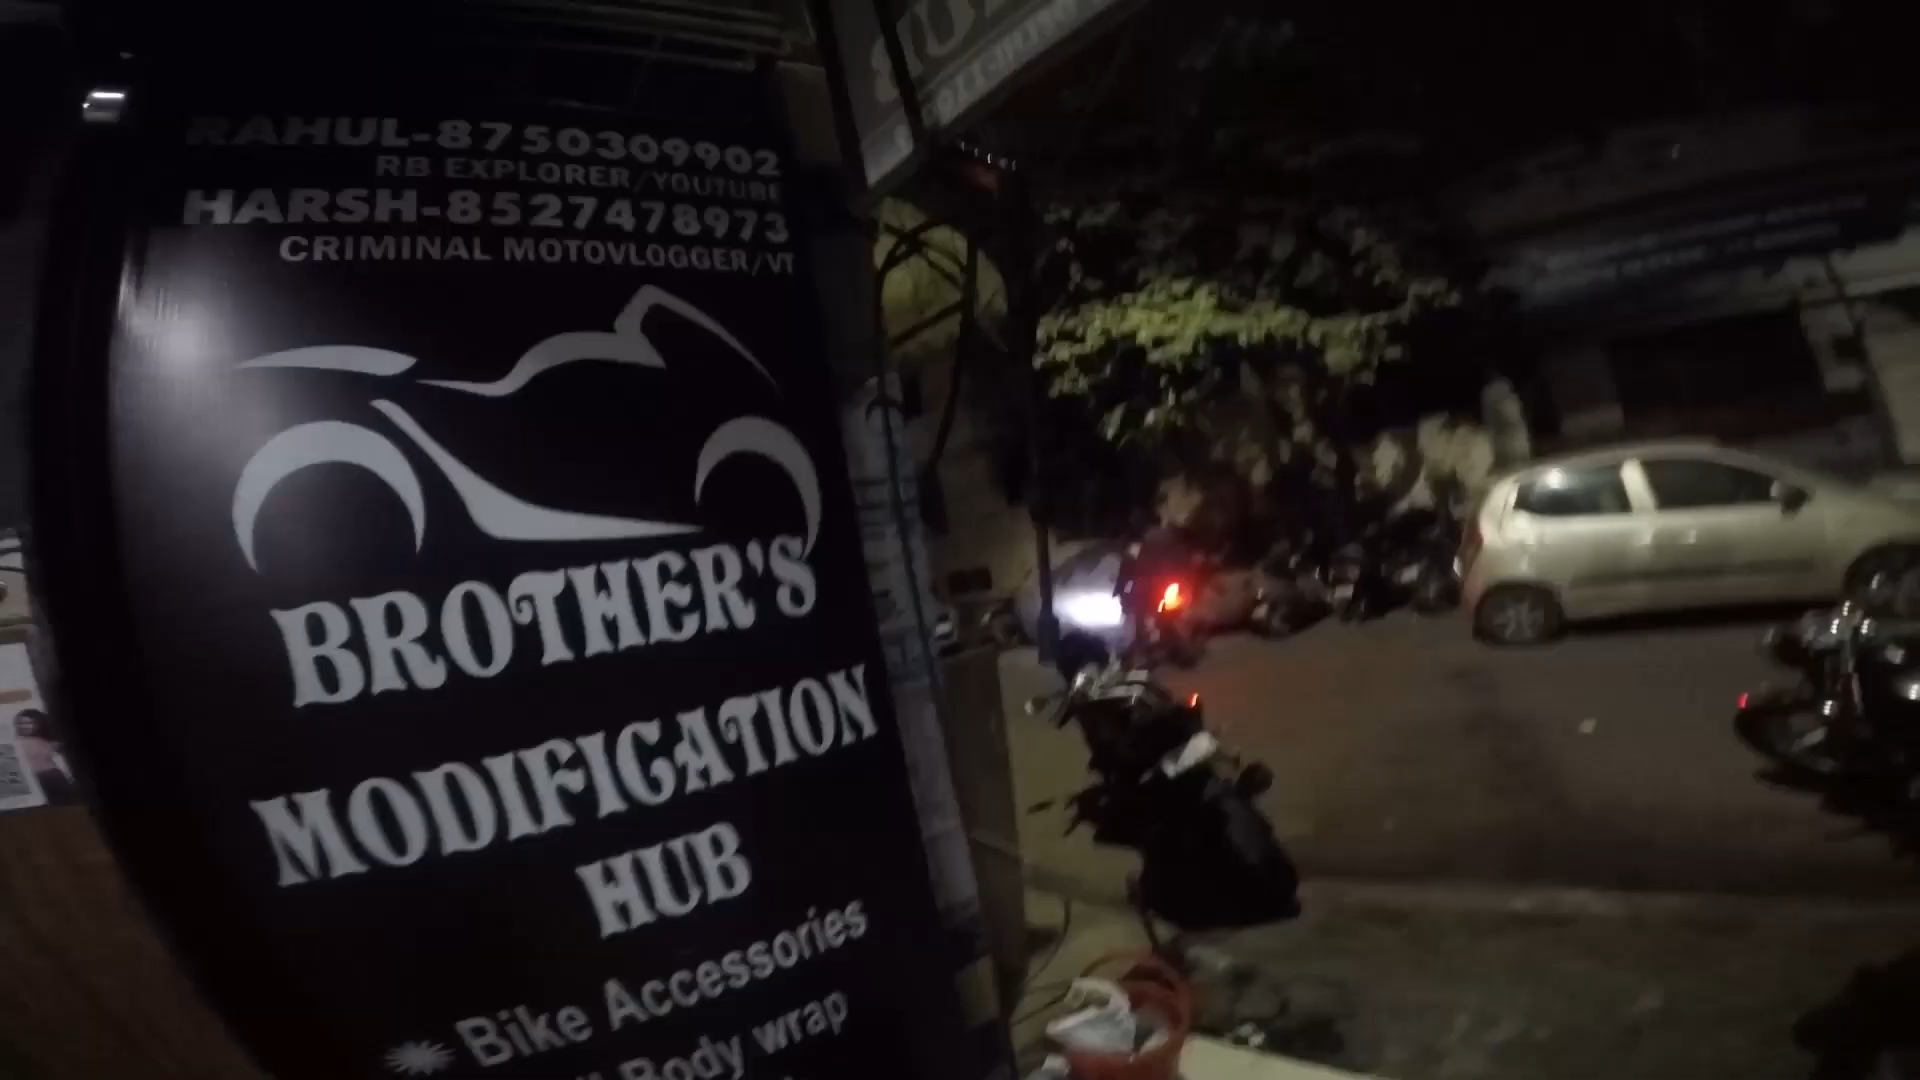 RAHUL-8750309902
RB EXPLORER/YOUTUBE
HARSH-8527478973
CRIMINAL MOTOVLOGGER/VT
BROTHER'S
MODIFICATION
HUB
Bike Accessories
Body wrap